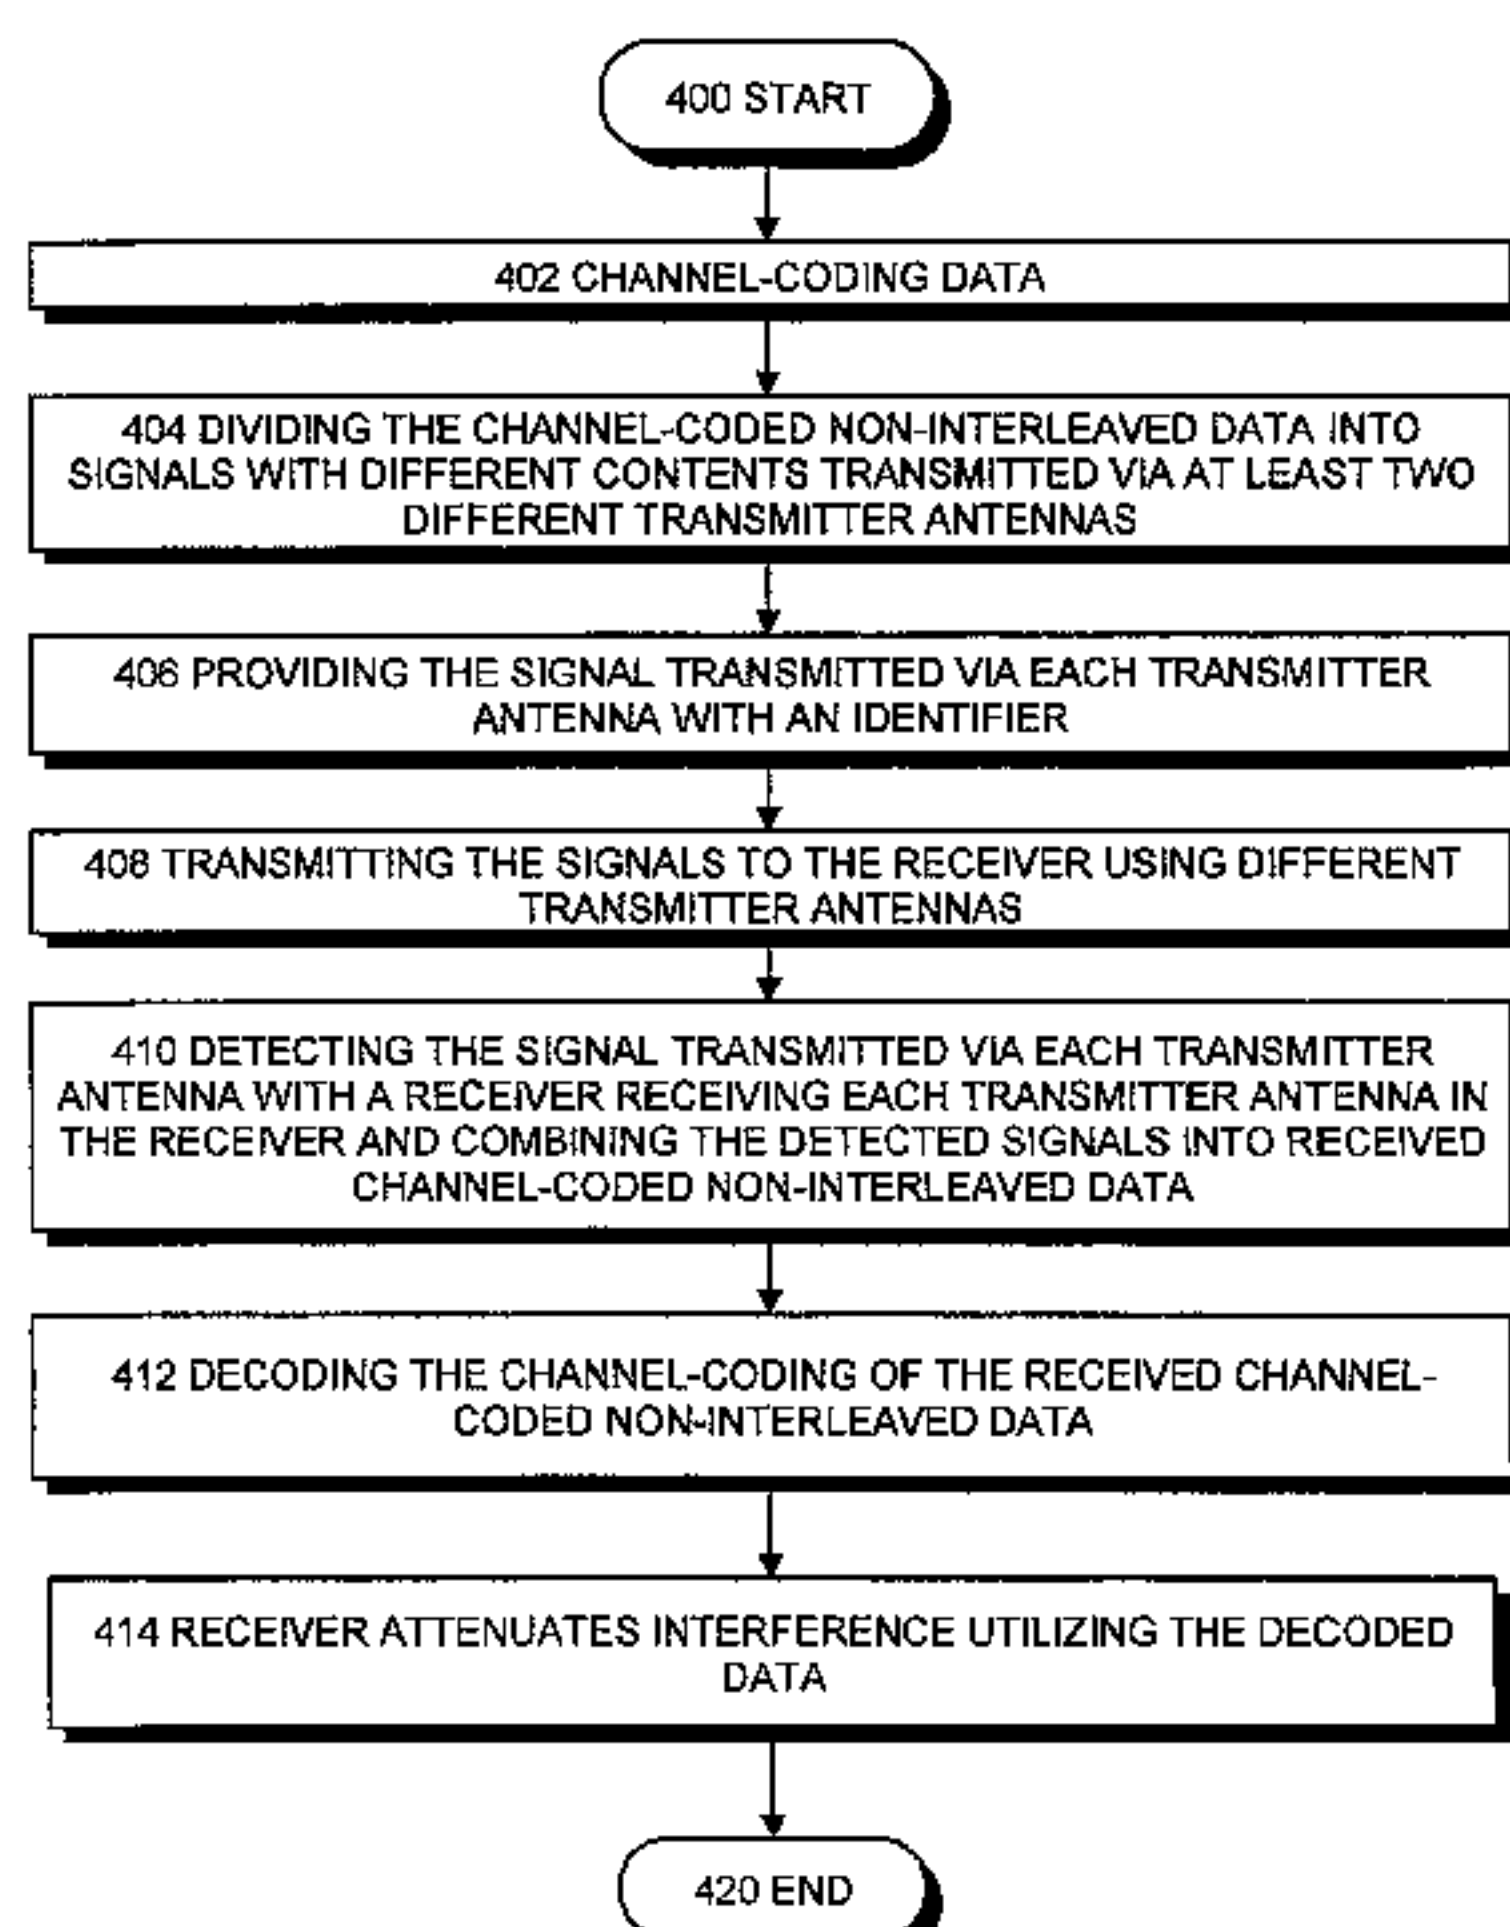 400 START
402 CHANNEL-CODING DATA
404 DIVIDING THE CHANNEL-CODED NON-INTERLEAVED DATA INTO
SIGNALS WITH DIFFERENT CONTENTS TRANSMITTED VIA AT LEAST TWO
DIFFERENT TRANSMITTER ANTENNAS
406 PROVIDING THE SIGNAL TRANSMITTED VIA EACH TRANSMITTER
ANTENNA WITH AN IDENTIFIER
408 TRANSMITTING THE SIGNALS TO THE RECEIVER USING DIFFERENT
TRANSMITTER ANTENNAS
410 DETECTING THE SIGNAL TRANSMITTED VIA EACH TRANSMITTER
ANTENNA WITH A RECEIVER RECEIVING EACH TRANSMITTER ANTENNA IN
THE RECEIVER AND COMBINING THE DETECTED SIGNALS INTO RECEIVED
CHANNEL-CODED NON-INTERLEAVED DATA
412 DECODING THE CHANNEL-CODING OF THE RECEIVED CHANNEL-
CODED NON-INTERLEAVED DATA
414 RECEIVER ATTENUATES INTERFERENCE UTILIZING THE DECODED
DATA
420 END